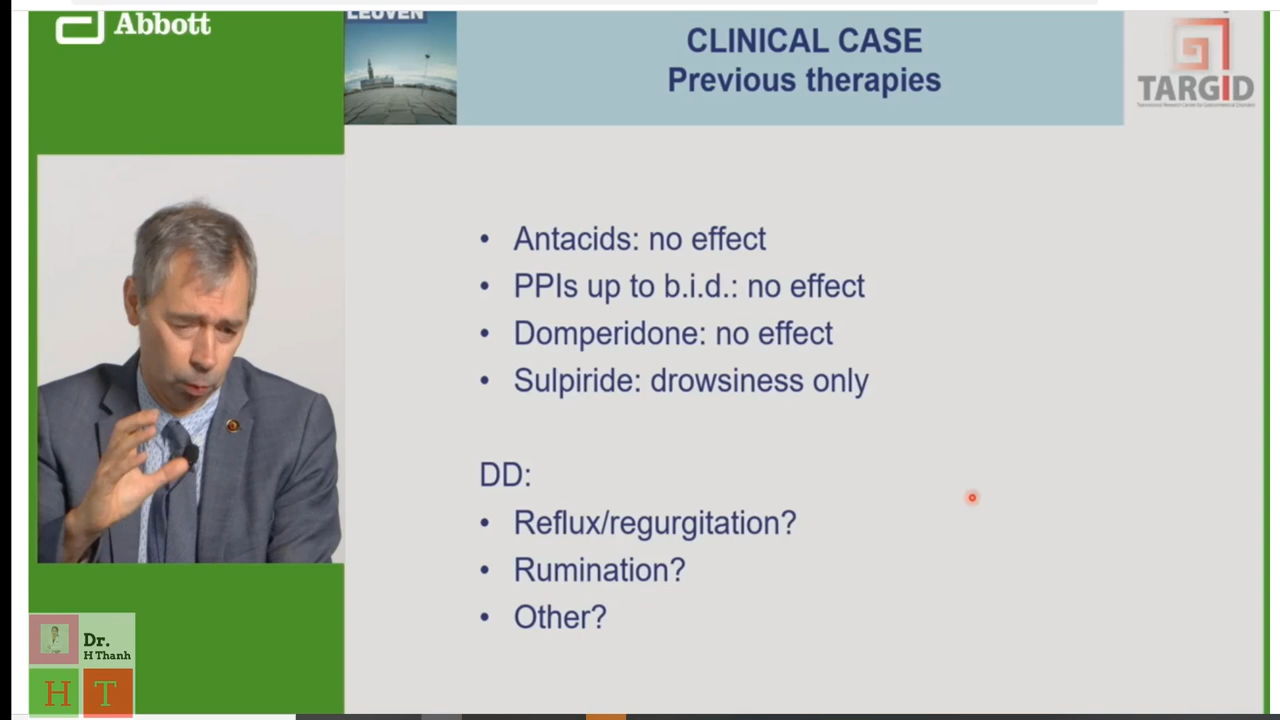 Abbott
LEUVEN
CLINICAL CASE
Previous therapies
TARGID
• Antacids: no effect
• PPIs up to b.i.d.: no effect
• Domperidone: no effect
• Sulpiride: drowsiness only
DD:
• Reflux/regurgitation?
• Rumination?
• Other?
Dr.
H Thanh
H T